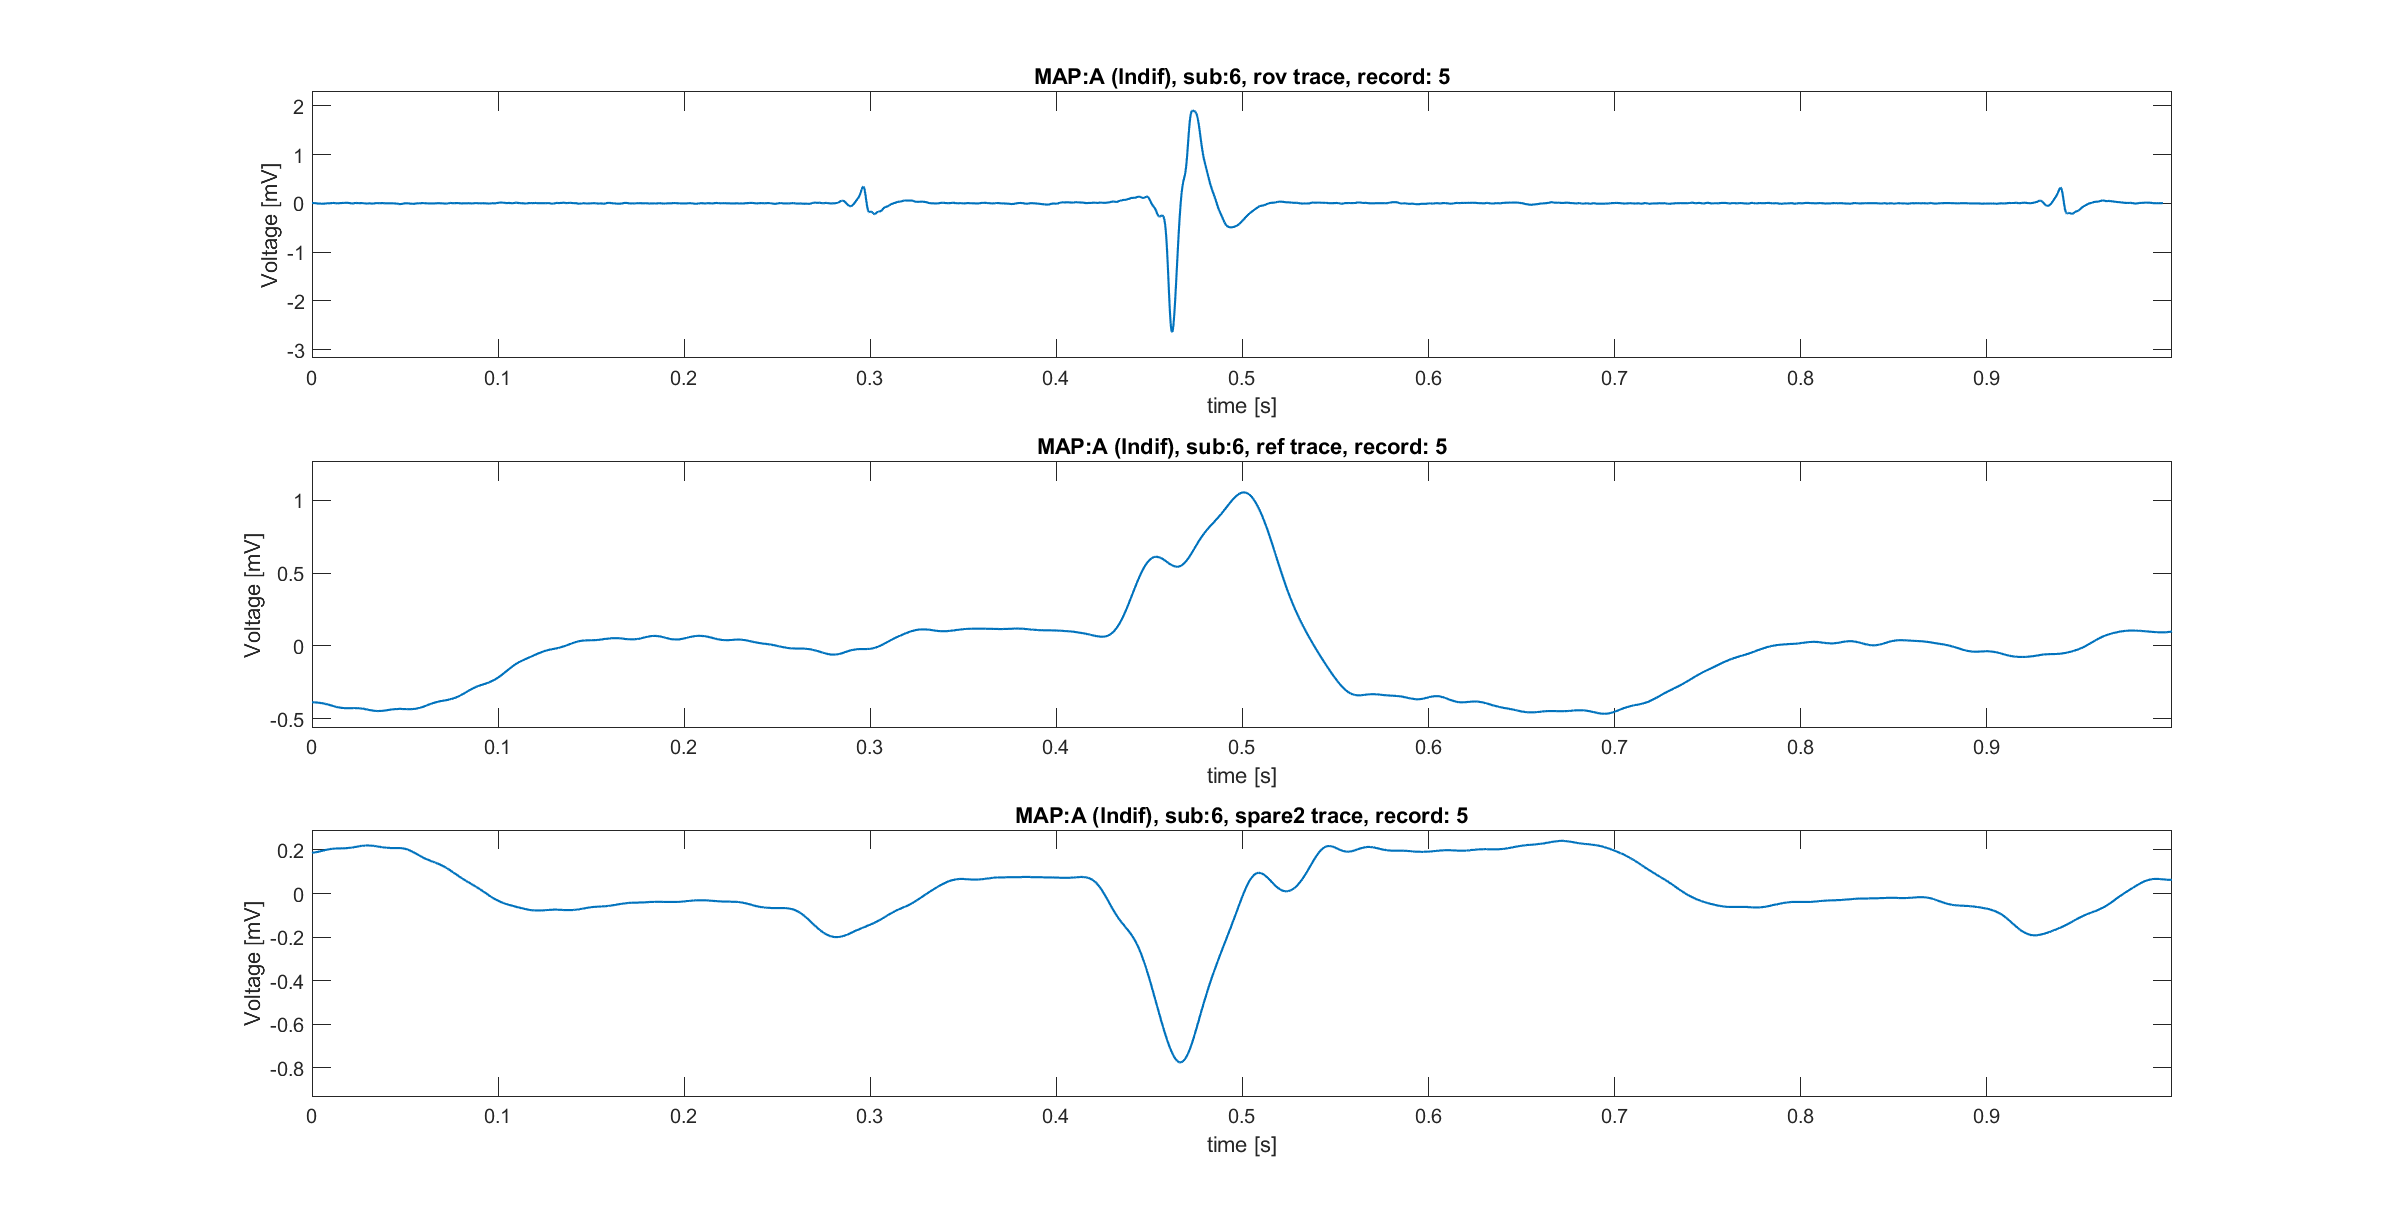 MAP:A (Indif), sub:6, rov trace, record: 5
2
1
0
-1
-2
-3
Voltage [mV]
0 0.1 0.2 0.3 0.4 0.5 0.6 0.7 0.8 0.9
time [s]
MAP:A (Indif), sub:6, ref trace, record: 5
1
0.5
0
-0.5
Voltage [mV]
0 0.1 0.2 0.3 0.4 0.5 0.6 0.7 0.8 0.9
time [s]
MAP:A (Indif), sub:6, spare2 trace, record: 5
0.2
0
-0.2
-0.4
-0.6
-0.8
Voltage [mV]
0 0.1 0.2 0.3 0.4 0.5 0.6 0.7 0.8 0.9
time [s]